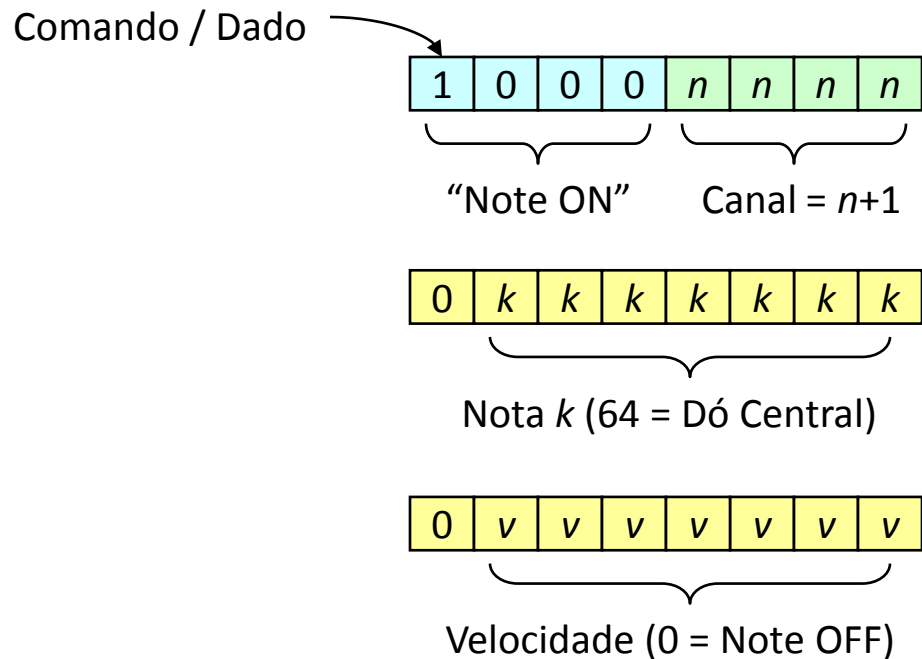 Comando / Dado
1 0 0 0 n n n n
“Note ON” Canal = n+1
0 k k k k k k k
Nota k (64 = Dó Central)
0 v v v v v v v
Velocidade (0 = Note OFF)